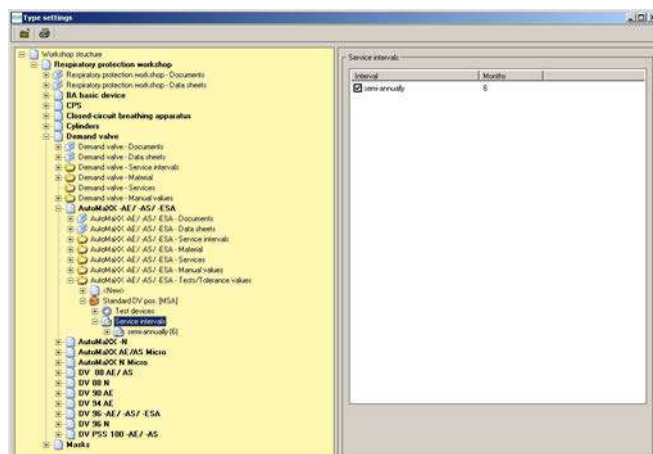 Type settings
Workshop structure
Respiratory protection workshop
Respiratory protection workshop - Documents
Respiratory protection workshop - Data sheets
BA basic device
CPS
Closed-circuit breathing apparatus
Cylinders
Demand valve
Demand valve - Documents
Demand valve - Data sheets
Demand valve - Service intervals
Demand valve - Material
Demand valve - Services
Demand valve - Manual values
AutoMaXX -AE/ -AS/ -ESA
AutoMaXX -AE/ -AS/ -ESA - Documents
AutoMaXX -AE/ -AS/ -ESA - Data sheets
AutoMaXX -AE/ -AS/ -ESA - Service intervals
AutoMaXX -AE/ -AS/ -ESA - Material
AutoMaXX -AE/ -AS/ -ESA - Services
AutoMaXX -AE/ -AS/ -ESA - Manual values
AutoMaXX -AE/ -AS/ -ESA - Tests/Tolerance values
<New>
Standard DV pos. [MSA]
Test devices
Service intervals
semi-annually [6]
AutoMaXX -N
AutoMaXX AE/AS Micro
AutoMaXX N Micro
DV 88 AE/ AS
DV 88 N
DV 90 AE
DV 94 AE
DV 96 -AE/ -AS/ -ESA
DV 96 N
DV PSS 100 -AE/ -AS
Masks
Service intervals
Interval Months
semi-annually 6